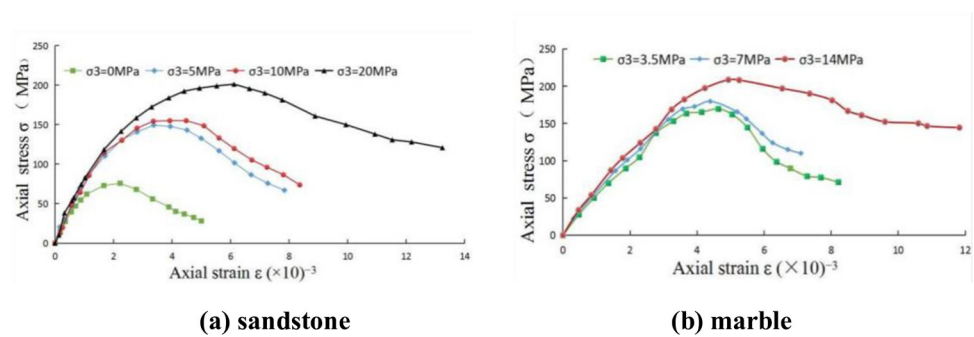 250
200
150
100
50
0
Axial stress σ ( MPa)
σ3=0MPa σ3=5MPa σ3=10MPa σ3=20MPa
0 2 4 6 8 10 12 14
Axial strain ε (×10)⁻³
(a) sandstone
250
200
150
100
50
0
Axial stress σ ( MPa)
σ3=3.5MPa σ3=7MPa σ3=14MPa
0 2 4 6 8 10 12
Axial strain ε (×10)⁻³
(b) marble